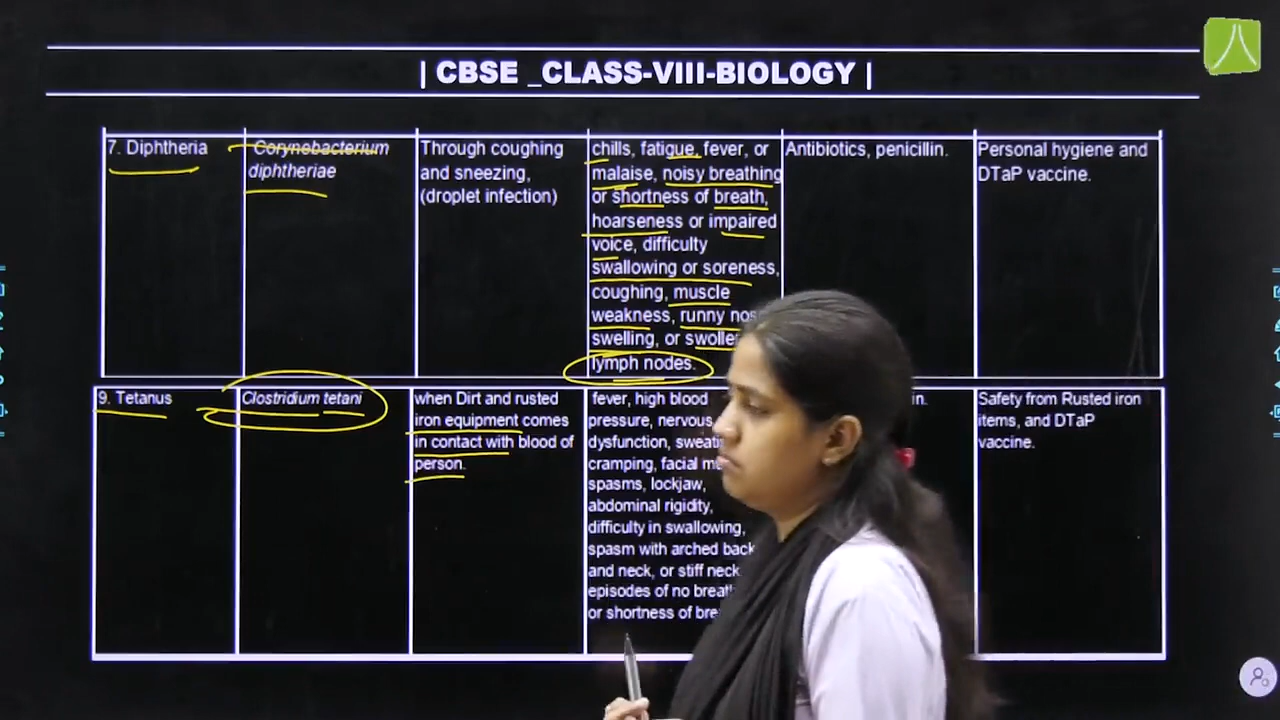 | CBSE _CLASS-VIII-BIOLOGY |
7. Diphtheria
Corynebacterium
diphtheriae
Through coughing
and sneezing,
(droplet infection)
chills, fatigue, fever, or
malaise, noisy breathing
or shortness of breath,
hoarseness or impaired
voice, difficulty
swallowing or soreness,
coughing, muscle
weakness, runny
swelling, or
lymph nodes.
Antibiotics, penicillin.
Personal hygiene and
DTaP vaccine.
9. Tetanus
Clostridium tetani
when Dirt and rusted
iron equipment comes
in contact with blood of
person.
fever, high blood
pressure, nervous
dysfunction,
cramping, facial
spasms, lockjaw,
abdominal rigidity,
difficulty in swallowing,
spasm with arched back
and neck, or stiff neck
episodes of no
or shortness of
Safety from Rusted iron
items, and DTaP
vaccine.